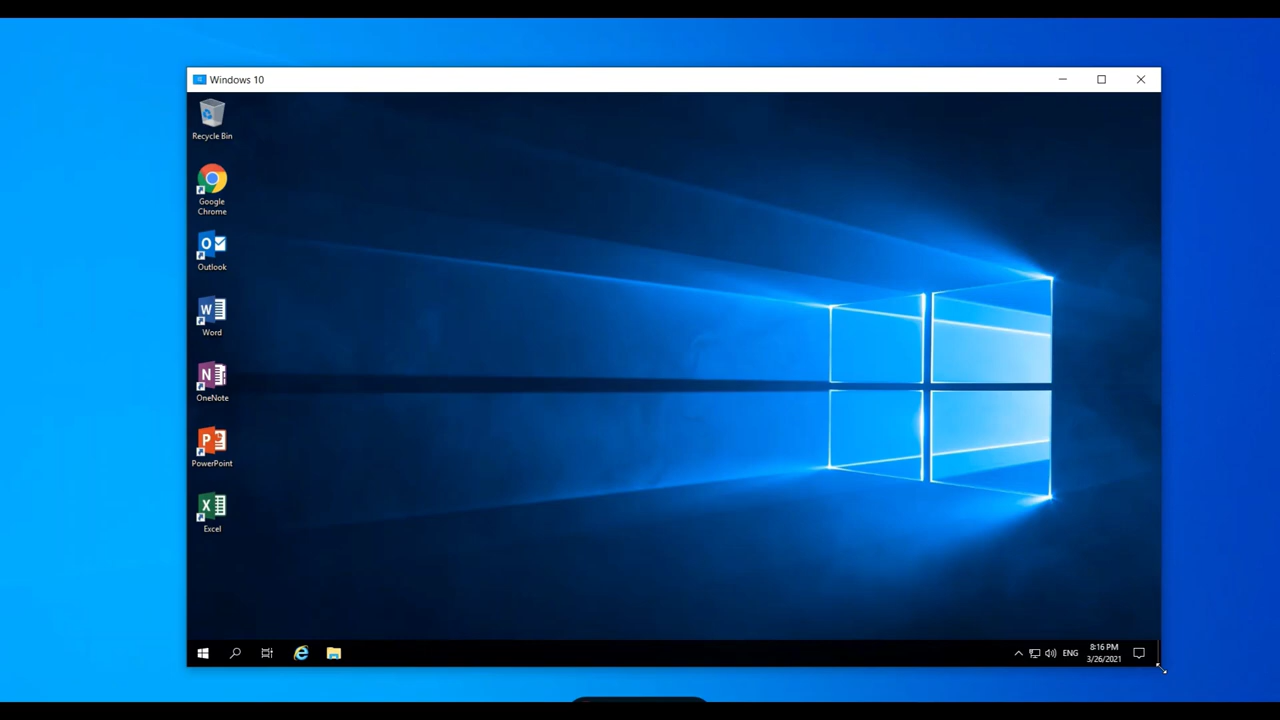 Windows 10
Recycle Bin
Google
Chrome
Outlook
Word
OneNote
PowerPoint
Excel
ENG
8:16 PM
3/26/2021